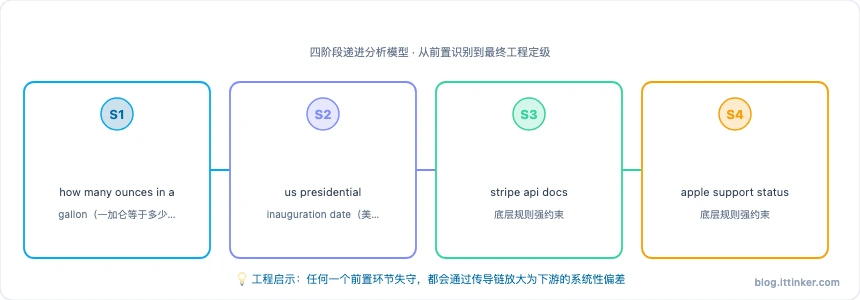 四阶段递进分析模型 · 从前置识别到最终工程定级
S1
how many ounces in a
gallon（一加仑等于多少...
S2
us presidential
inauguration date（美...
S3
stripe api docs
底层规则强约束
S4
apple support status
底层规则强约束
💡 工程启示：任何一个前置环节失守，都会通过传导链放大为下游的系统性偏差
blog.ittinker.com